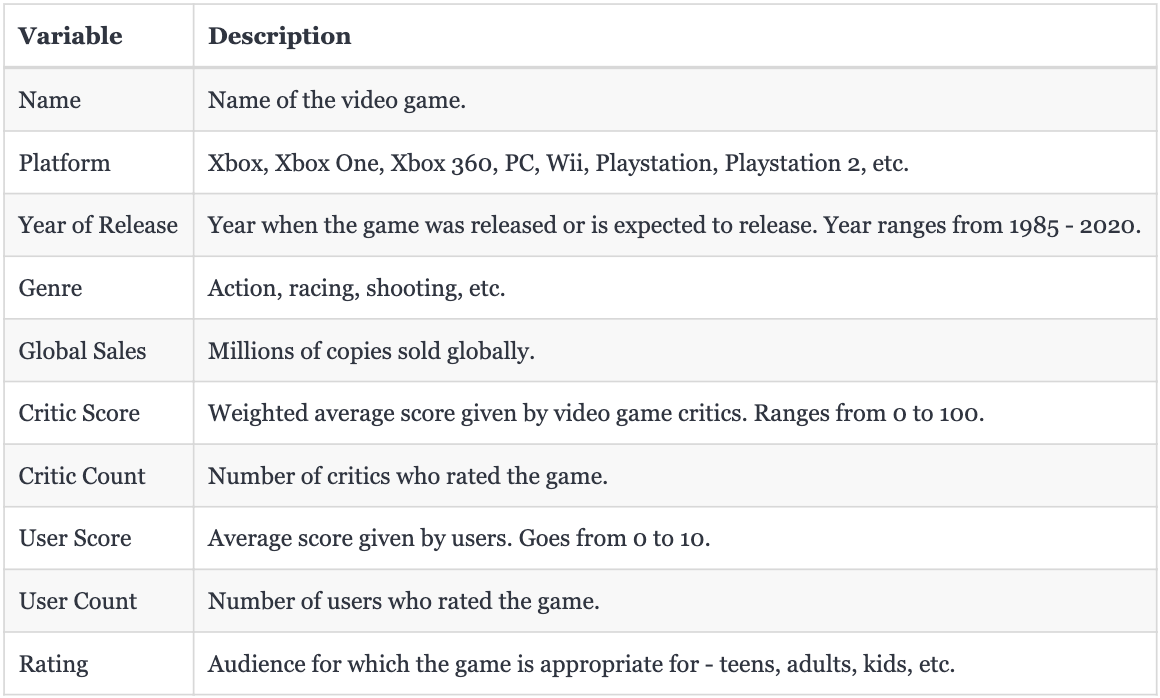 Variable Description
Name Name of the video game.
Platform Xbox, Xbox One, Xbox 360, PC, Wii, Playstation, Playstation 2, etc.
Year of Release Year when the game was released or is expected to release. Year ranges from 1985 - 2020.
Genre Action, racing, shooting, etc.
Global Sales Millions of copies sold globally.
Critic Score Weighted average score given by video game critics. Ranges from 0 to 100.
Critic Count Number of critics who rated the game.
User Score Average score given by users. Goes from 0 to 10.
User Count Number of users who rated the game.
Rating Audience for which the game is appropriate for - teens, adults, kids, etc.